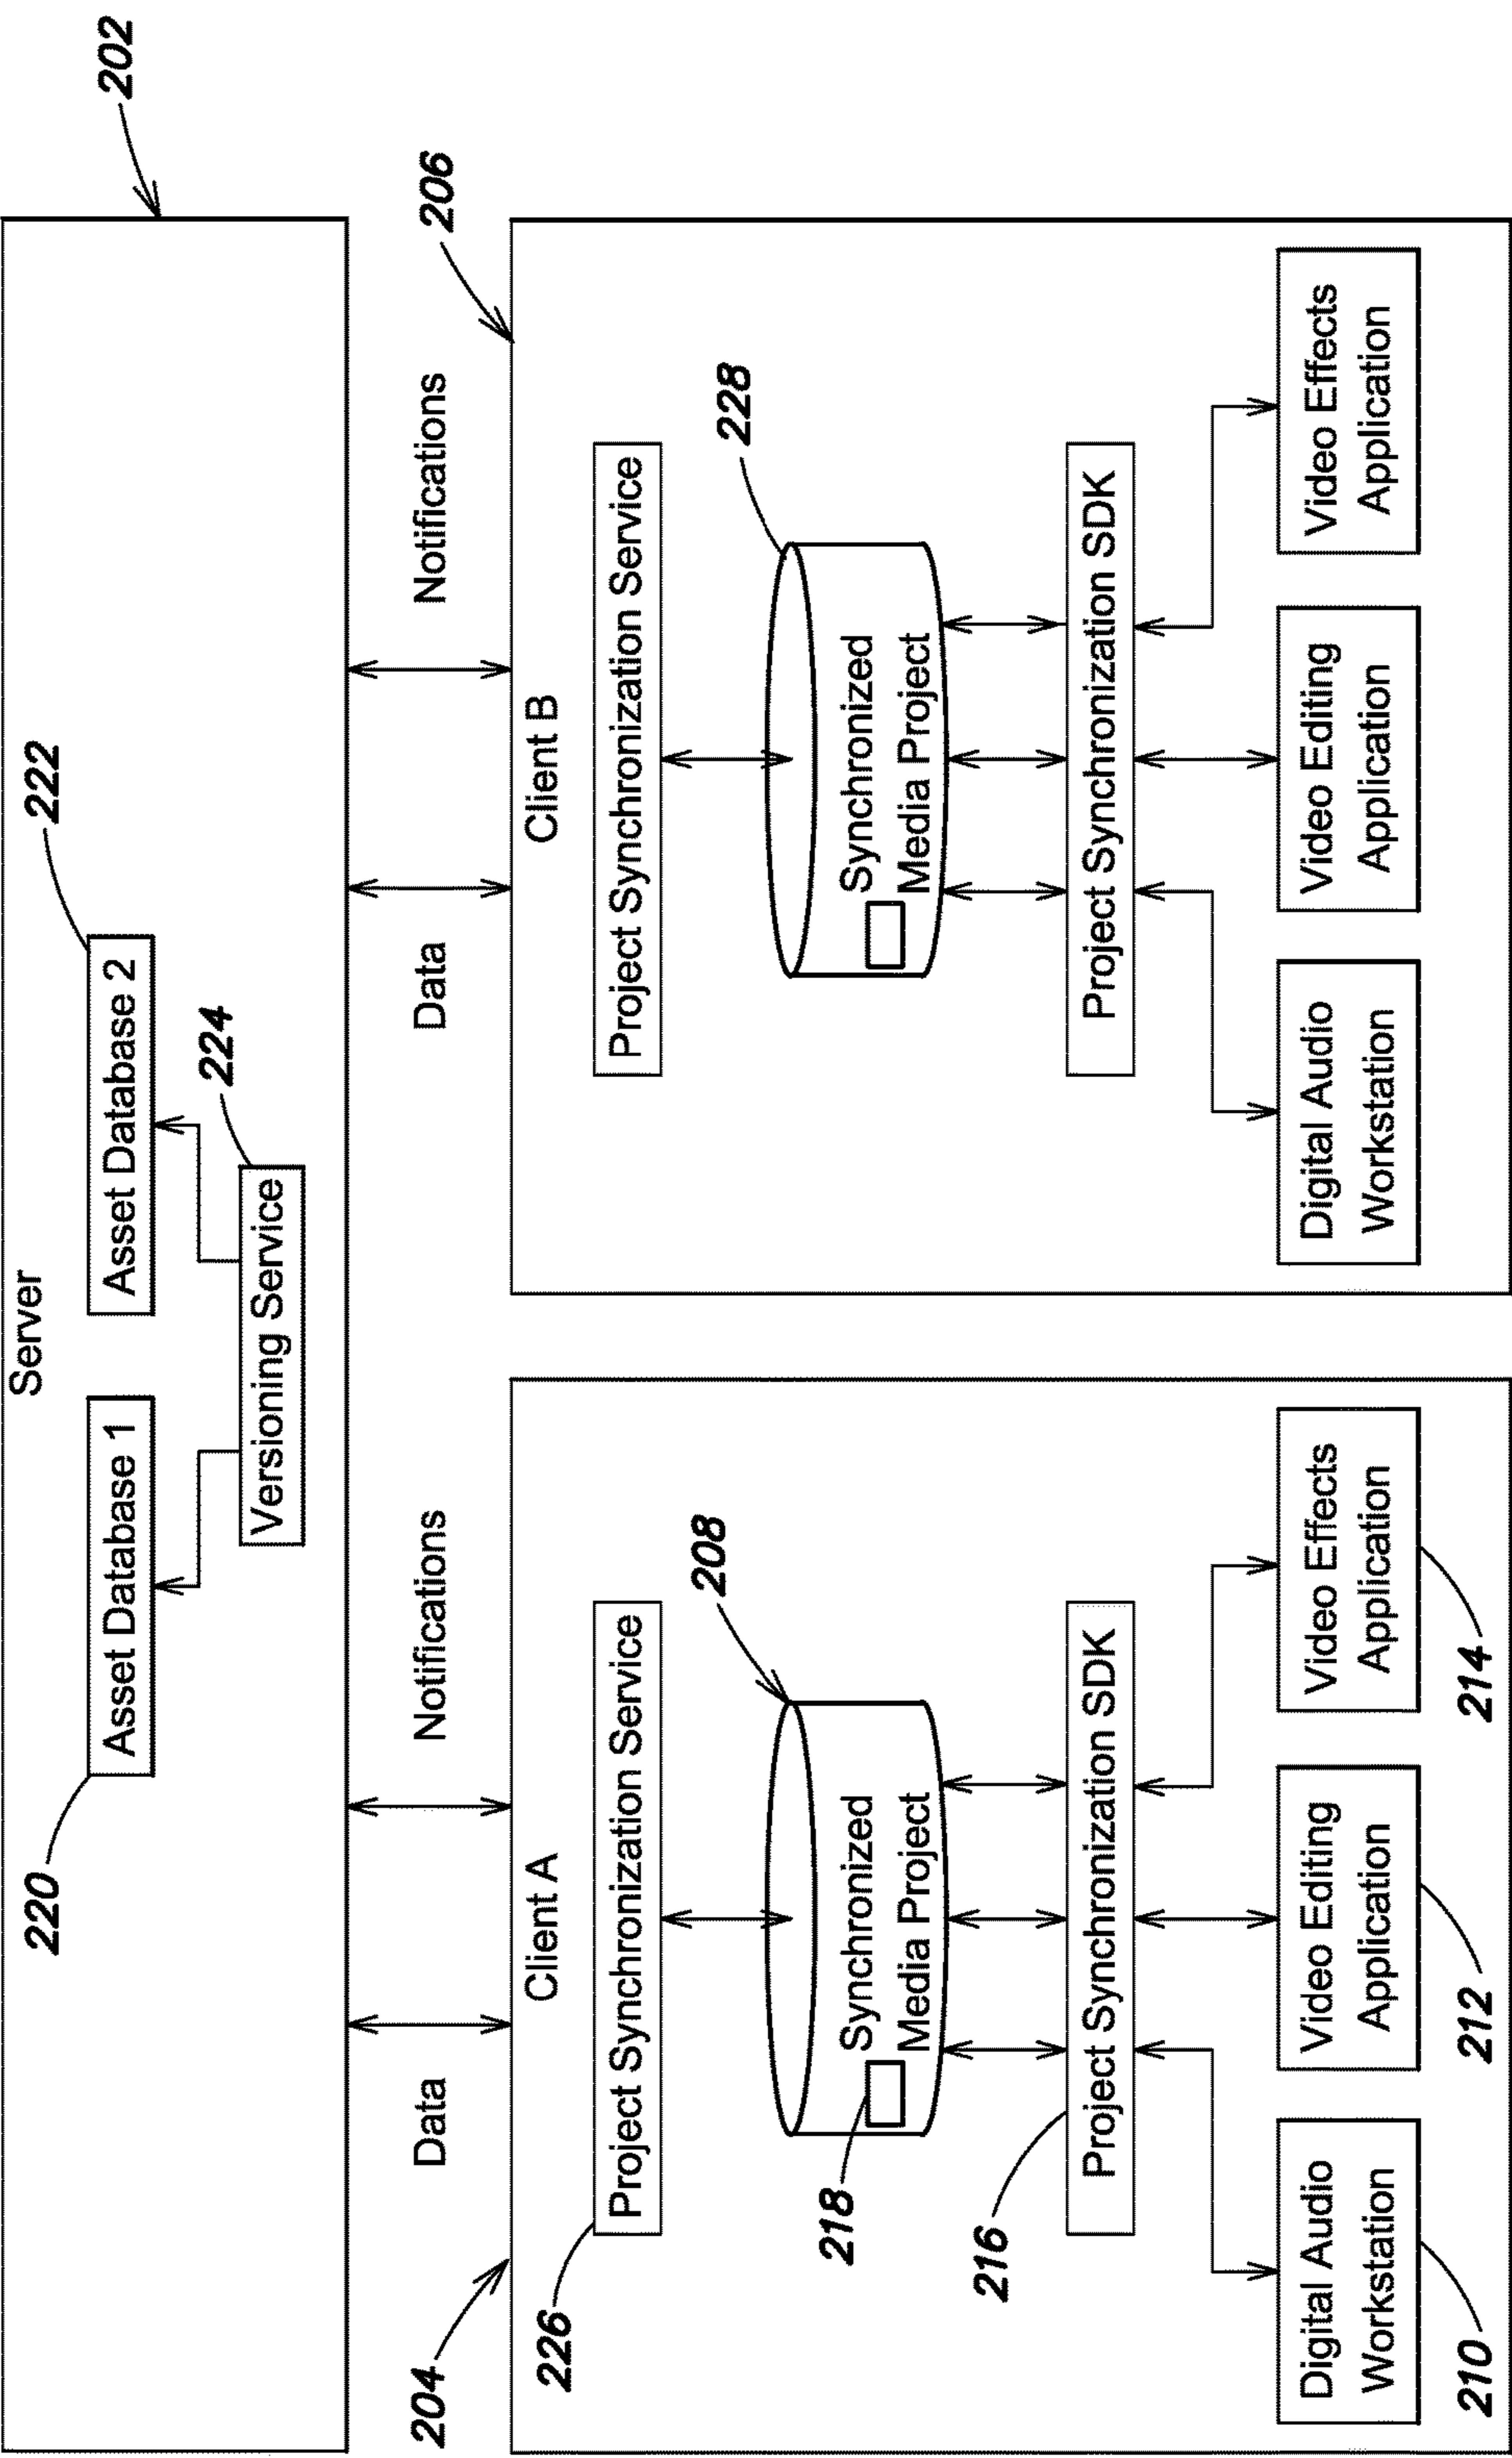 202
Server
220
Asset Database 1
Asset Database 2
222
Versioning Service
224
204
Data
Notifications
Data
Notifications
206
Client A
226
Project Synchronization Service
208
218
Synchronized
Media Project
216
Project Synchronization SDK
Digital Audio
Workstation
Video Editing
Application
Video Effects
Application
210
212
214
Client B
Project Synchronization Service
228
Synchronized
Media Project
Project Synchronization SDK
Digital Audio
Workstation
Video Editing
Application
Video Effects
Application